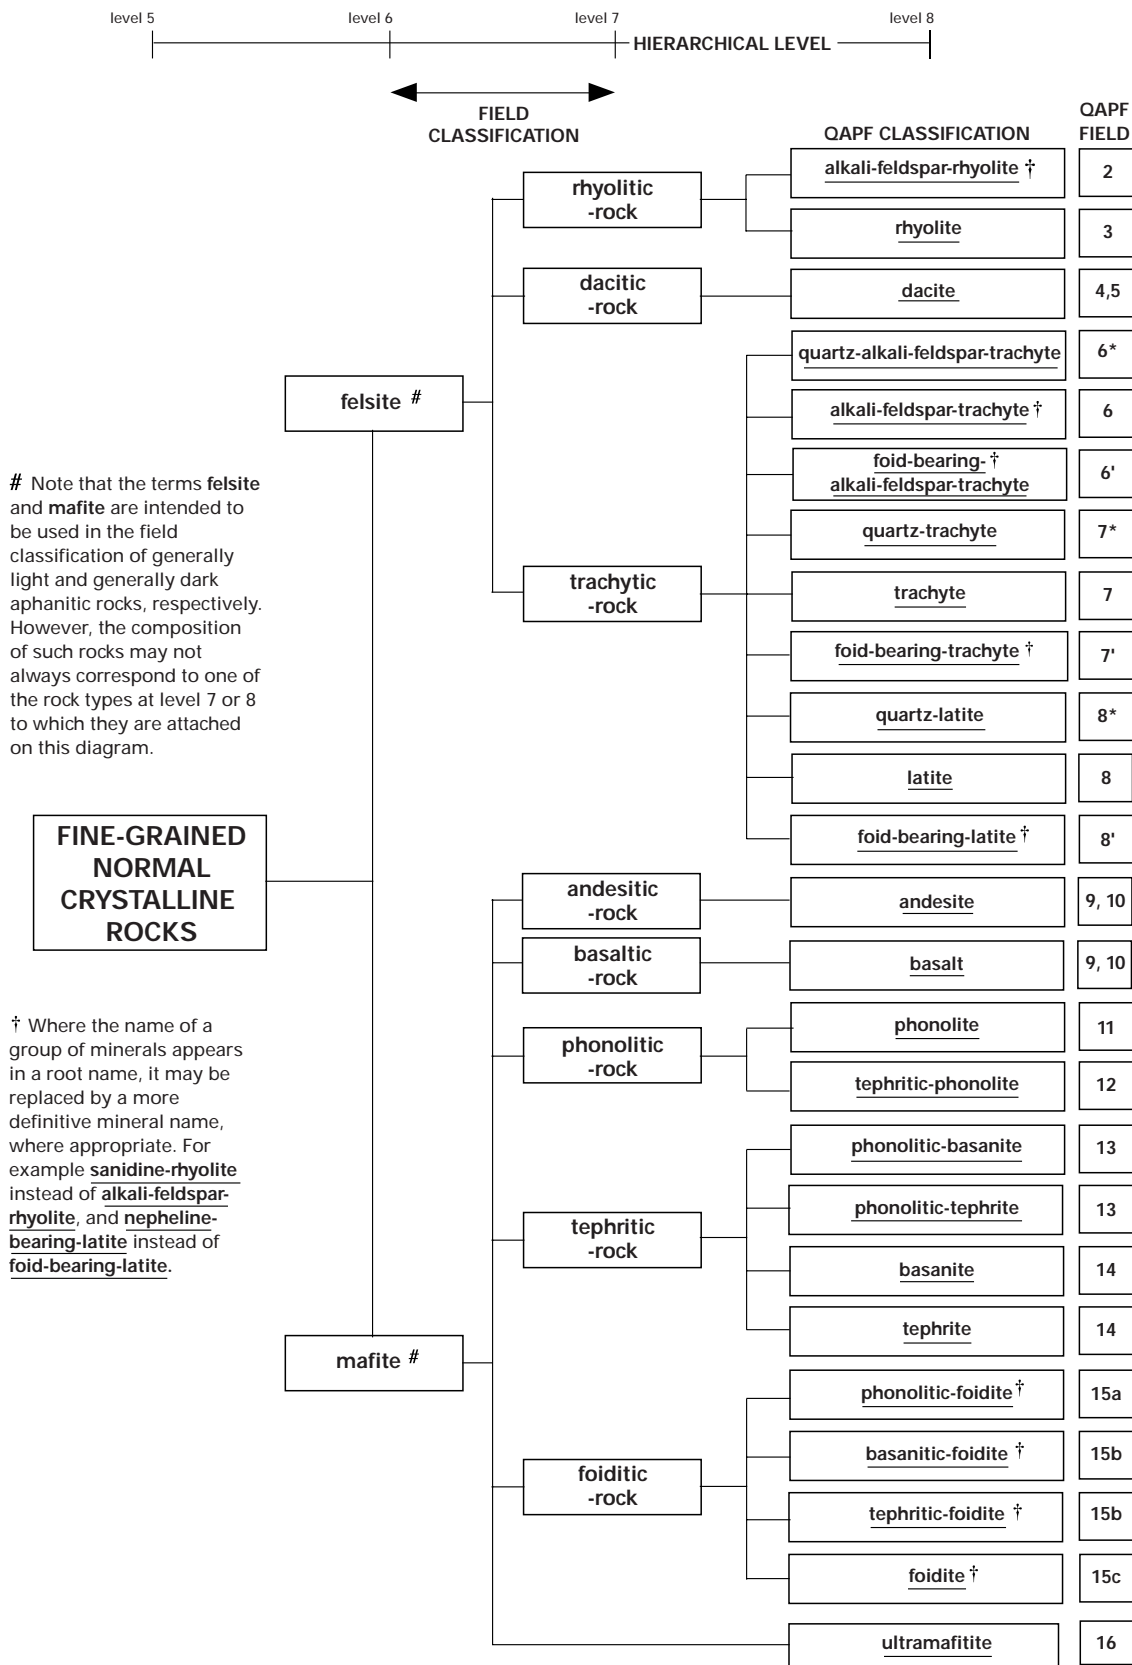 level 5
level 6
level 7
level 8
HIERARCHICAL LEVEL
FIELD
CLASSIFICATION
QAPF CLASSIFICATION
QAPF
FIELD
rhyolitic
-rock
alkali-feldspar-rhyolite †
2
rhyolite
3
dacitic
-rock
dacite
4,5
felsite #
trachytic
-rock
quartz-alkali-feldspar-trachyte
6*
alkali-feldspar-trachyte †
6
foid-bearing- †
alkali-feldspar-trachyte
6'
quartz-trachyte
7*
trachyte
7
foid-bearing-trachyte †
7'
quartz-latite
8*
latite
8
foid-bearing-latite †
8'
# Note that the terms felsite
and mafite are intended to
be used in the field
classification of generally
light and generally dark
aphanitic rocks, respectively.
However, the composition
of such rocks may not
always correspond to one of
the rock types at level 7 or 8
to which they are attached
on this diagram.
FINE-GRAINED
NORMAL
CRYSTALLINE
ROCKS
andesitic
-rock
andesite
9, 10
basaltic
-rock
basalt
9, 10
phonolitic
-rock
phonolite
11
tephritic-phonolite
12
† Where the name of a
group of minerals appears
in a root name, it may be
replaced by a more
definitive mineral name,
where appropriate. For
example sanidine-rhyolite
instead of alkali-feldspar-
rhyolite, and nepheline-
bearing-latite instead of
foid-bearing-latite.
tephritic
-rock
phonolitic-basanite
13
phonolitic-tephrite
13
basanite
14
tephrite
14
mafite #
foiditic
-rock
phonolitic-foidite †
15a
basanitic-foidite †
15b
tephritic-foidite †
15b
foidite †
15c
ultramafitite
16